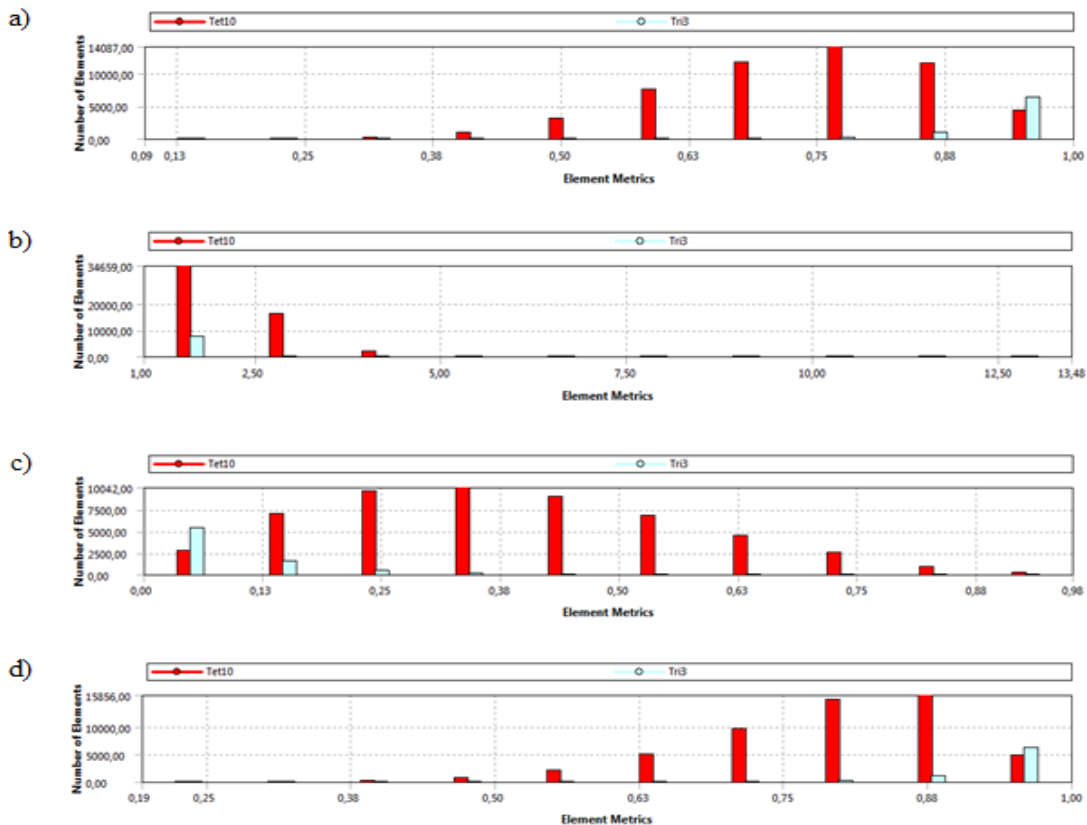 a)
Tet10 Tri3
Number of Elements
14087,00
10000,00
5000,00
0,00
0,09 0,13 0,25 0,38 0,50 0,63 0,75 0,88 1,00
Element Metrics
b)
Tet10 Tri3
Number of Elements
34659,00
20000,00
10000,00
0,00
1,00 2,50 5,00 7,50 10,00 12,50 13,48
Element Metrics
c)
Tet10 Tri3
Number of Elements
10042,00
7500,00
5000,00
2500,00
0,00
0,00 0,13 0,25 0,38 0,50 0,63 0,75 0,88 0,98
Element Metrics
d)
Tet10 Tri3
Number of Elements
15856,00
10000,00
5000,00
0,00
0,19 0,25 0,38 0,50 0,63 0,75 0,88 1,00
Element Metrics